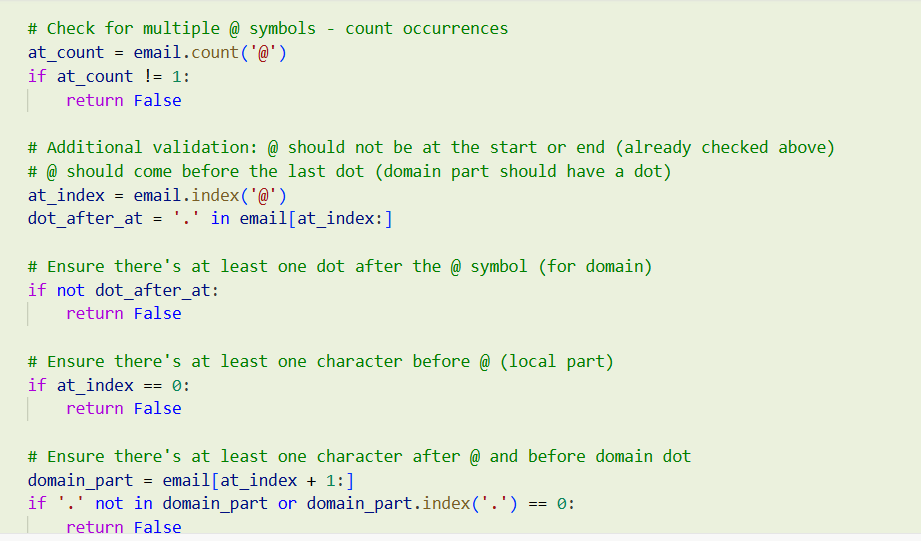 # Check for multiple @ symbols - count occurrences
at_count = email.count('@')
if at_count != 1:
    return False
# Additional validation: @ should not be at the start or end (already checked above)
# @ should come before the last dot (domain part should have a dot)
at_index = email.index('@')
dot_after_at = '.' in email[at_index:]
# Ensure there's at least one dot after the @ symbol (for domain)
if not dot_after_at:
    return False
# Ensure there's at least one character before @ (local part)
if at_index == 0:
    return False
# Ensure there's at least one character after @ and before domain dot
domain_part = email[at_index + 1:]
if '.' not in domain_part or domain_part.index('.') == 0:
    return False